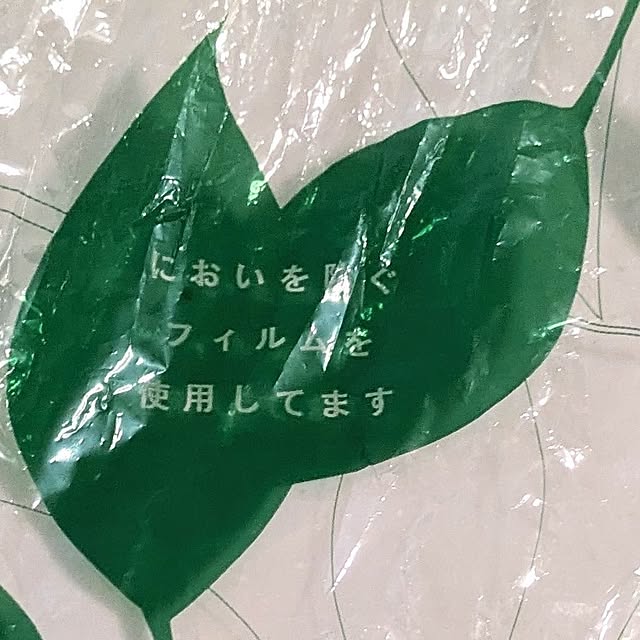 においを防ぐ
フィルムを
使用してます